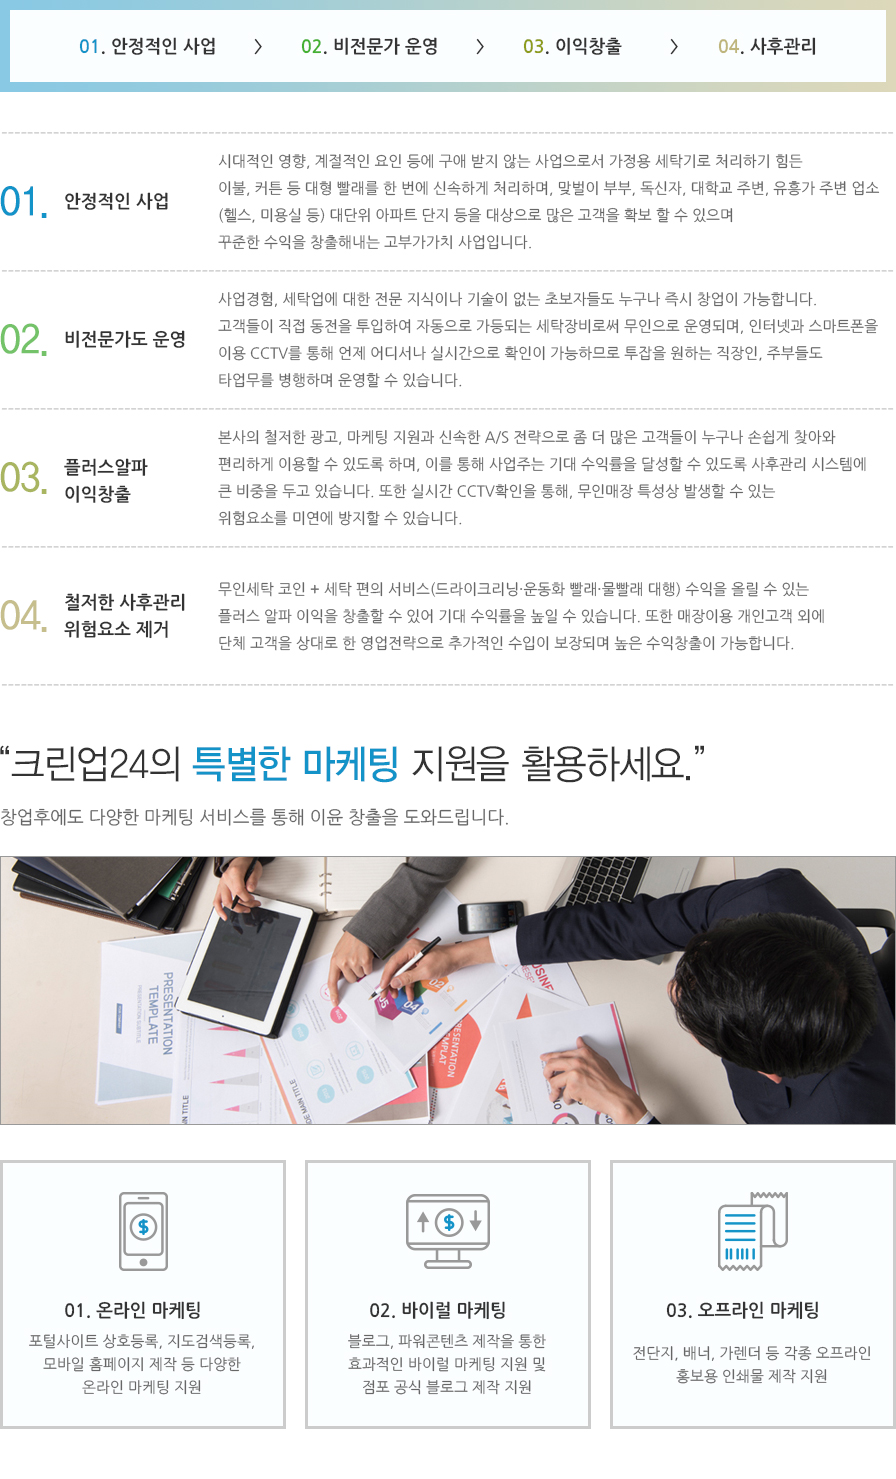 01. 안정적인 사업 > 02. 비전문가 운영 > 03. 이익창출 > 04. 사후관리
01. 안정적인 사업
시대적인 영향, 계절적인 요인 등에 구애 받지 않는 사업으로서 가정용 세탁기로 처리하기 힘든
이불, 커튼 등 대형 빨래를 한 번에 신속하게 처리하며, 맞벌이 부부, 독신자, 대학교 주변, 유흥가 주변 업소
(헬스, 미용실 등) 대단위 아파트 단지 등을 대상으로 많은 고객을 확보 할 수 있으며
꾸준한 수익을 창출해내는 고부가가치 사업입니다.
02. 비전문가도 운영
사업경험, 세탁업에 대한 전문 지식이나 기술이 없는 초보자들도 누구나 즉시 창업이 가능합니다.
고객들이 직접 동전을 투입하여 자동으로 가등되는 세탁장비로써 무인으로 운영되며, 인터넷과 스마트폰을
이용 CCTV를 통해 언제 어디서나 실시간으로 확인이 가능하므로 투잡을 원하는 직장인, 주부들도
타업무를 병행하며 운영할 수 있습니다.
03. 플러스알파
이익창출
본사의 철저한 광고, 마케팅 지원과 신속한 A/S 전략으로 좀 더 많은 고객들이 누구나 손쉽게 찾아와
편리하게 이용할 수 있도록 하며, 이를 통해 사업주는 기대 수익률을 달성할 수 있도록 사후관리 시스템에
큰 비중을 두고 있습니다. 또한 실시간 CCTV확인을 통해, 무인매장 특성상 발생할 수 있는
위험요소를 미연에 방지할 수 있습니다.
04. 철저한 사후관리
위험요소 제거
무인세탁 코인 + 세탁 편의 서비스(드라이크리닝·운동화 빨래·물빨래 대행) 수익을 올릴 수 있는
플러스 알파 이익을 창출할 수 있어 기대 수익률을 높일 수 있습니다. 또한 매장이용 개인고객 외에
단체 고객을 상대로 한 영업전략으로 추가적인 수입이 보장되며 높은 수익창출이 가능합니다.
“크린업24의 특별한 마케팅 지원을 활용하세요.”
창업후에도 다양한 마케팅 서비스를 통해 이윤 창출을 도와드립니다.
PRESENTATION
TEMPLATE
PRESENTATION SUBTITLE
05
04
03
PRESENTATION
MAIN TITLE
$
01. 온라인 마케팅
포털사이트 상호등록, 지도검색등록,
모바일 홈페이지 제작 등 다양한
온라인 마케팅 지원
$
02. 바이럴 마케팅
블로그, 파워콘텐츠 제작을 통한
효과적인 바이럴 마케팅 지원 및
점포 공식 블로그 제작 지원
03. 오프라인 마케팅
전단지, 배너, 가렌더 등 각종 오프라인
홍보용 인쇄물 제작 지원